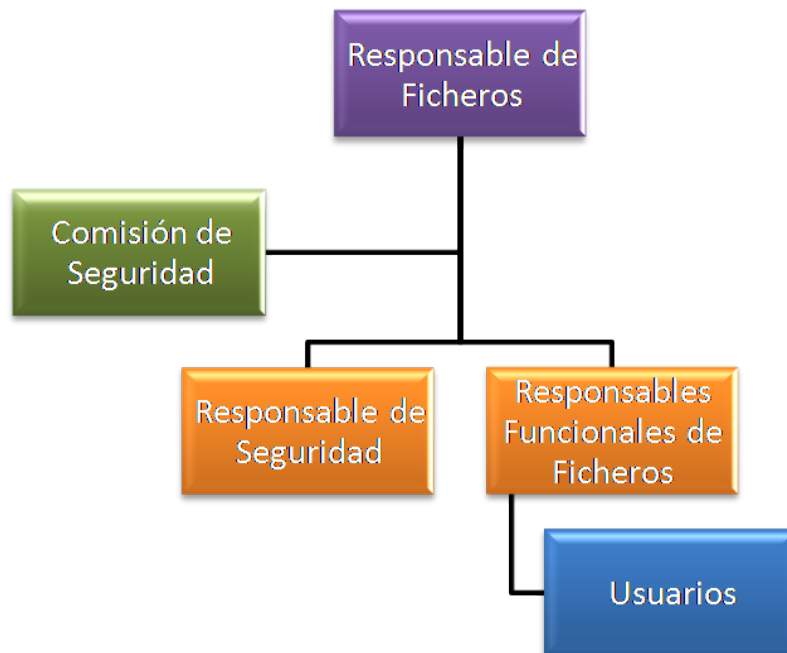 Responsable de
Ficheros
Comisión de
Seguridad
Responsable de
Seguridad
Responsables
Funcionales de
Ficheros
Usuarios